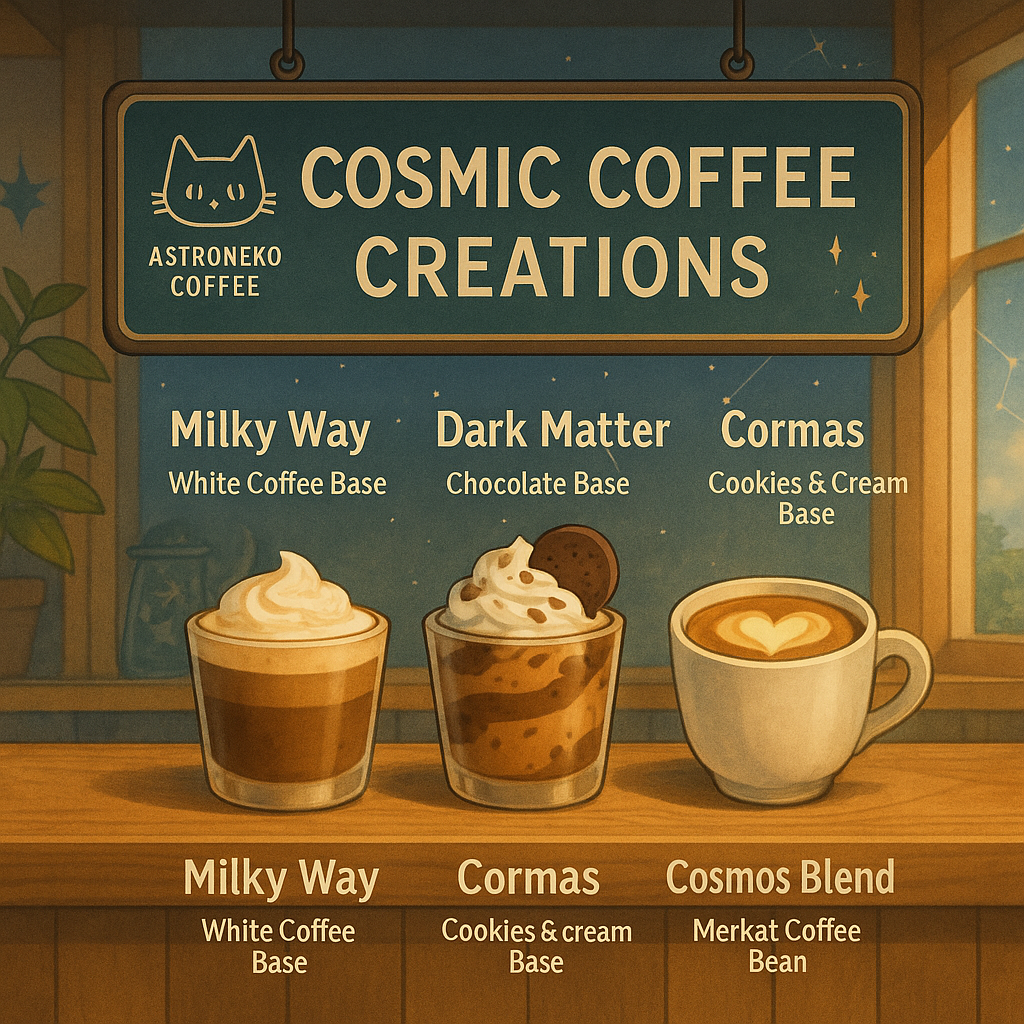 ASTRONEKO
COFFEE
COSMIC COFFEE
CREATIONS
Milky Way
White Coffee Base
Dark Matter
Chocolate Base
Cormas
Cookies & Cream
Base
Milky Way
White Coffee
Base
Cormas
Cookies & cream
Base
Cosmos Blend
Merkat Coffee
Bean